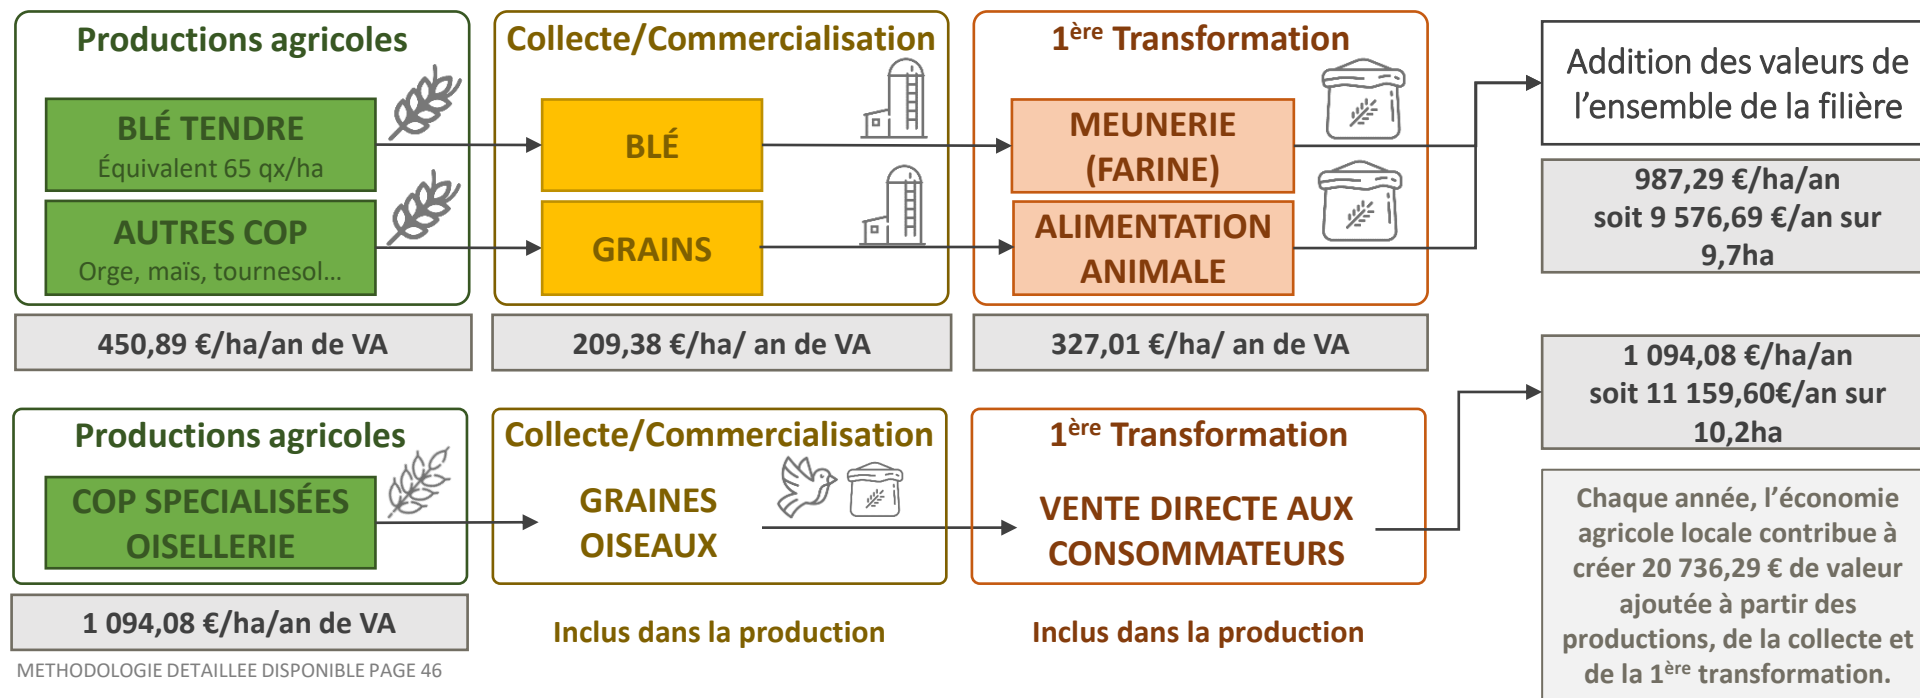 Productions agricoles
BLÉ TENDRE
Équivalent 65 qx/ha
AUTRES COP
Orge, maïs, tournesol...
450,89 €/ha/an de VA
Collecte/Commercialisation
BLÉ
GRAINS
209,38 €/ha/ an de VA
1ère Transformation
MEUNERIE
(FARINE)
ALIMENTATION
ANIMALE
327,01 €/ha/ an de VA
Addition des valeurs de
l'ensemble de la filière
987,29 €/ha/an
soit 9 576,69 €/an sur
9,7ha
Productions agricoles
COP SPECIALISÉES
OISELLERIE
1 094,08 €/ha/an de VA
Collecte/Commercialisation
GRAINES
OISEAUX
Inclus dans la production
1ère Transformation
VENTE DIRECTE AUX
CONSOMMATEURS
Inclus dans la production
1 094,08 €/ha/an
soit 11 159,60€/an sur
10,2ha
Chaque année, l'économie
agricole locale contribue à
créer 20 736,29 € de valeur
ajoutée à partir des
productions, de la collecte et
de la 1ère transformation.
METHODOLOGIE DETAILLEE DISPONIBLE PAGE 46